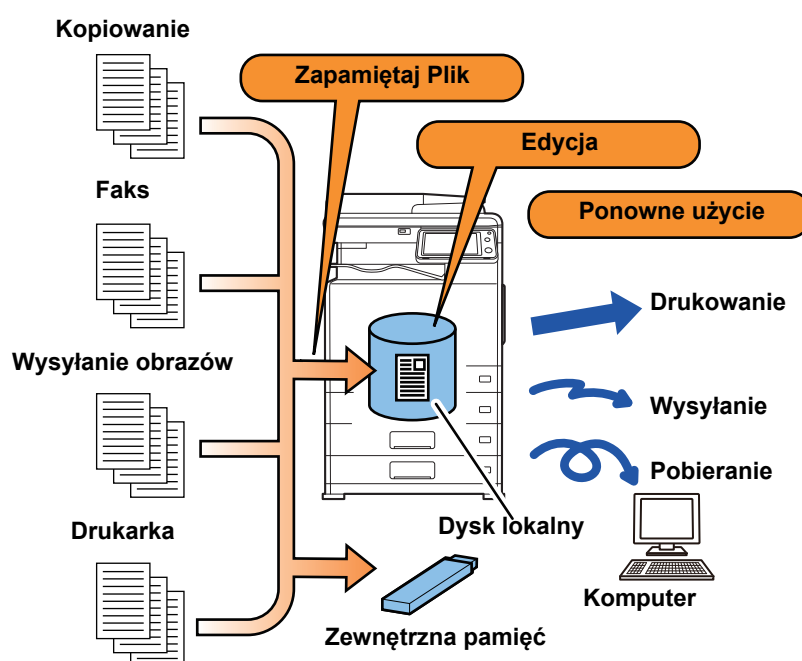 Kopiowanie
Zapamiętaj Plik
Edycja
Faks
Ponowne użycie
Drukowanie
Wysyłanie obrazów
Wysyłanie
Pobieranie
Drukarka
Dysk lokalny
Komputer
Zewnętrzna pamięć